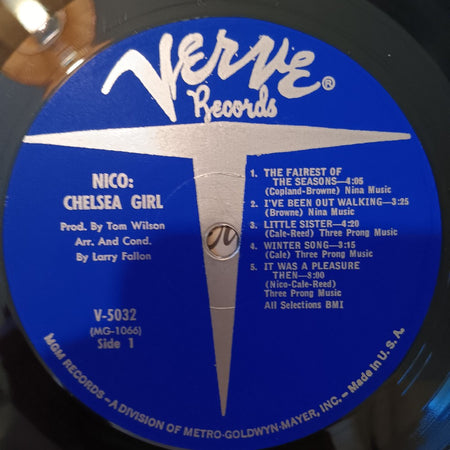 VERVE®
Records
NICO:
CHELSEA GIRL
Prod. By Tom Wilson
Arr. And Cond.
By Larry Fallon
V-5032
(MG-1066)
Side 1
1. THE FAIREST OF
THE SEASONS—4:05
(Copland-Browne) Nina Music
2. I'VE BEEN OUT WALKING—3:25
(Browne) Nina Music
3. LITTLE SISTER—4:20
(Cale-Reed) Three Prong Music
4. WINTER SONG—3:15
(Cale) Three Prong Music
5. IT WAS A PLEASURE
THEN—8:00
(Nico-Cale-Reed)
Three Prong Music
All Selections BMI
MGM RECORDS—A DIVISION OF METRO-GOLDWYN-MAYER, INC.—Made in U.S.A.